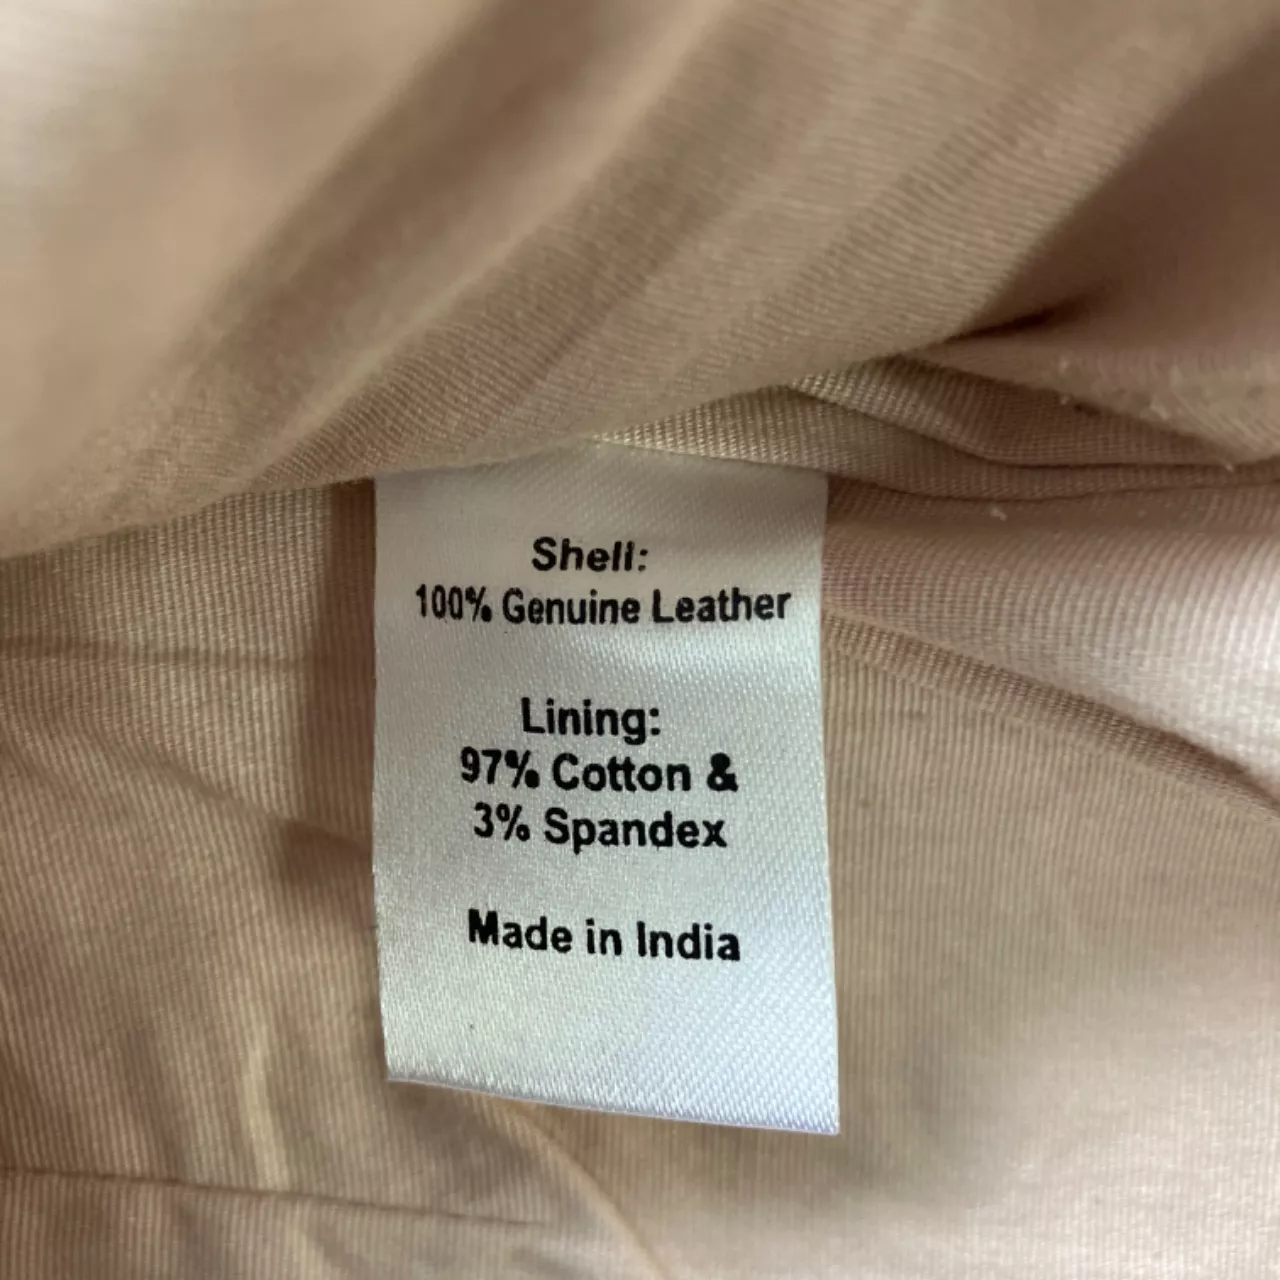 Shell:
100% Genuine Leather
Lining:
97% Cotton &
3% Spandex
Made in India